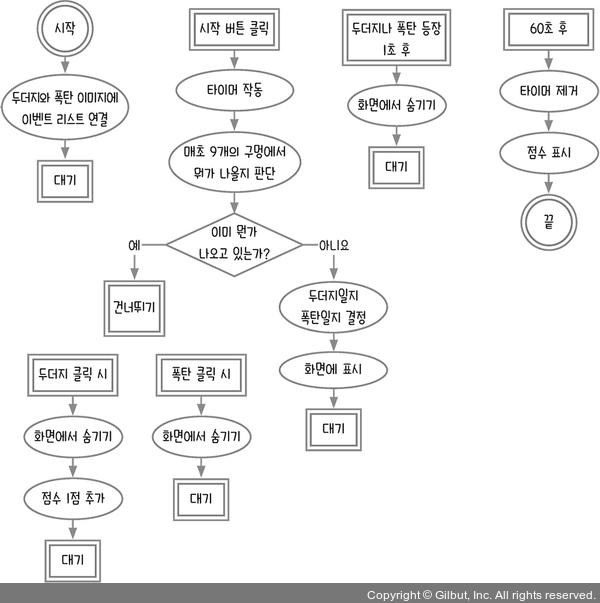 시작
두더지와 폭탄 이미지에
이벤트 리스트 연결
대기
시작 버튼 클릭
타이머 작동
매초 9개의 구멍에서
뭐가 나올지 판단
이미 뭔가
나오고 있는가?
예
건너뛰기
아니요
두더지일지
폭탄일지 결정
화면에 표시
대기
두더지나 폭탄 등장
1초 후
화면에서 숨기기
대기
60초 후
타이머 제거
점수 표시
끝
두더지 클릭 시
화면에서 숨기기
점수 1점 추가
대기
폭탄 클릭 시
화면에서 숨기기
대기
Copyright © Gilbut, Inc. All rights reserved.